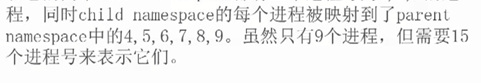 程，同时child namespace的每个进程被映射到了parent
namespace中的4,5,6,7,8,9。虽然只有9个进程，但需要15
个进程号来表示它们。